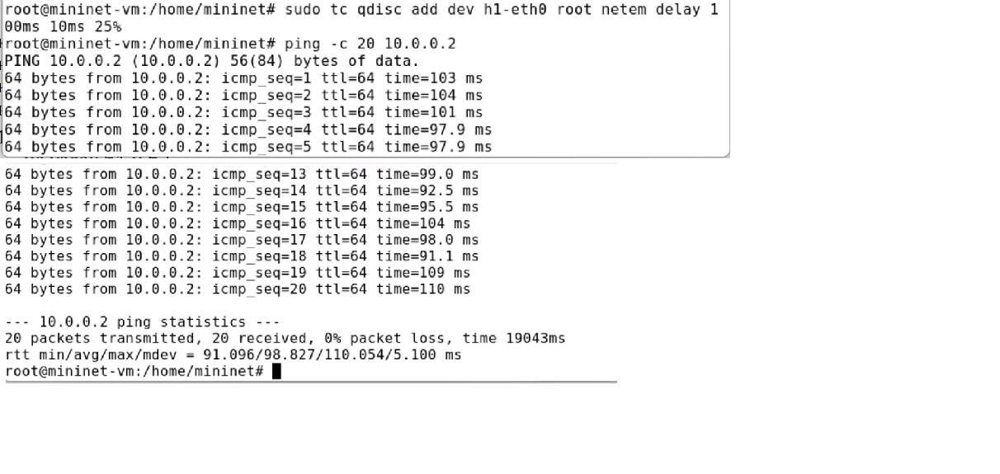 root@mininet-vm:/home/mininet# sudo tc qdisc add dev h1-eth0 root netem delay 1
00ms 10ms 25%
root@mininet-vm:/home/mininet# ping -c 20 10.0.0.2
PING 10.0.0.2 (10.0.0.2) 56(84) bytes of data.
64 bytes from 10.0.0.2: icmp_seq=1 ttl=64 time=103 ms
64 bytes from 10.0.0.2: icmp_seq=2 ttl=64 time=104 ms
64 bytes from 10.0.0.2: icmp_seq=3 ttl=64 time=101 ms
64 bytes from 10.0.0.2: icmp_seq=4 ttl=64 time=97.9 ms
64 bytes from 10.0.0.2: icmp_seq=5 ttl=64 time=97.9 ms
64 bytes from 10.0.0.2: icmp_seq=13 ttl=64 time=99.0 ms
64 bytes from 10.0.0.2: icmp_seq=14 ttl=64 time=92.5 ms
64 bytes from 10.0.0.2: icmp_seq=15 ttl=64 time=95.5 ms
64 bytes from 10.0.0.2: icmp_seq=16 ttl=64 time=104 ms
64 bytes from 10.0.0.2: icmp_seq=17 ttl=64 time=98.0 ms
64 bytes from 10.0.0.2: icmp_seq=18 ttl=64 time=91.1 ms
64 bytes from 10.0.0.2: icmp_seq=19 ttl=64 time=109 ms
64 bytes from 10.0.0.2: icmp_seq=20 ttl=64 time=110 ms
--- 10.0.0.2 ping statistics ---
20 packets transmitted, 20 received, 0% packet loss, time 19043ms
rtt min/avg/max/mdev = 91.096/98.827/110.054/5.100 ms
root@mininet-vm:/home/mininet#